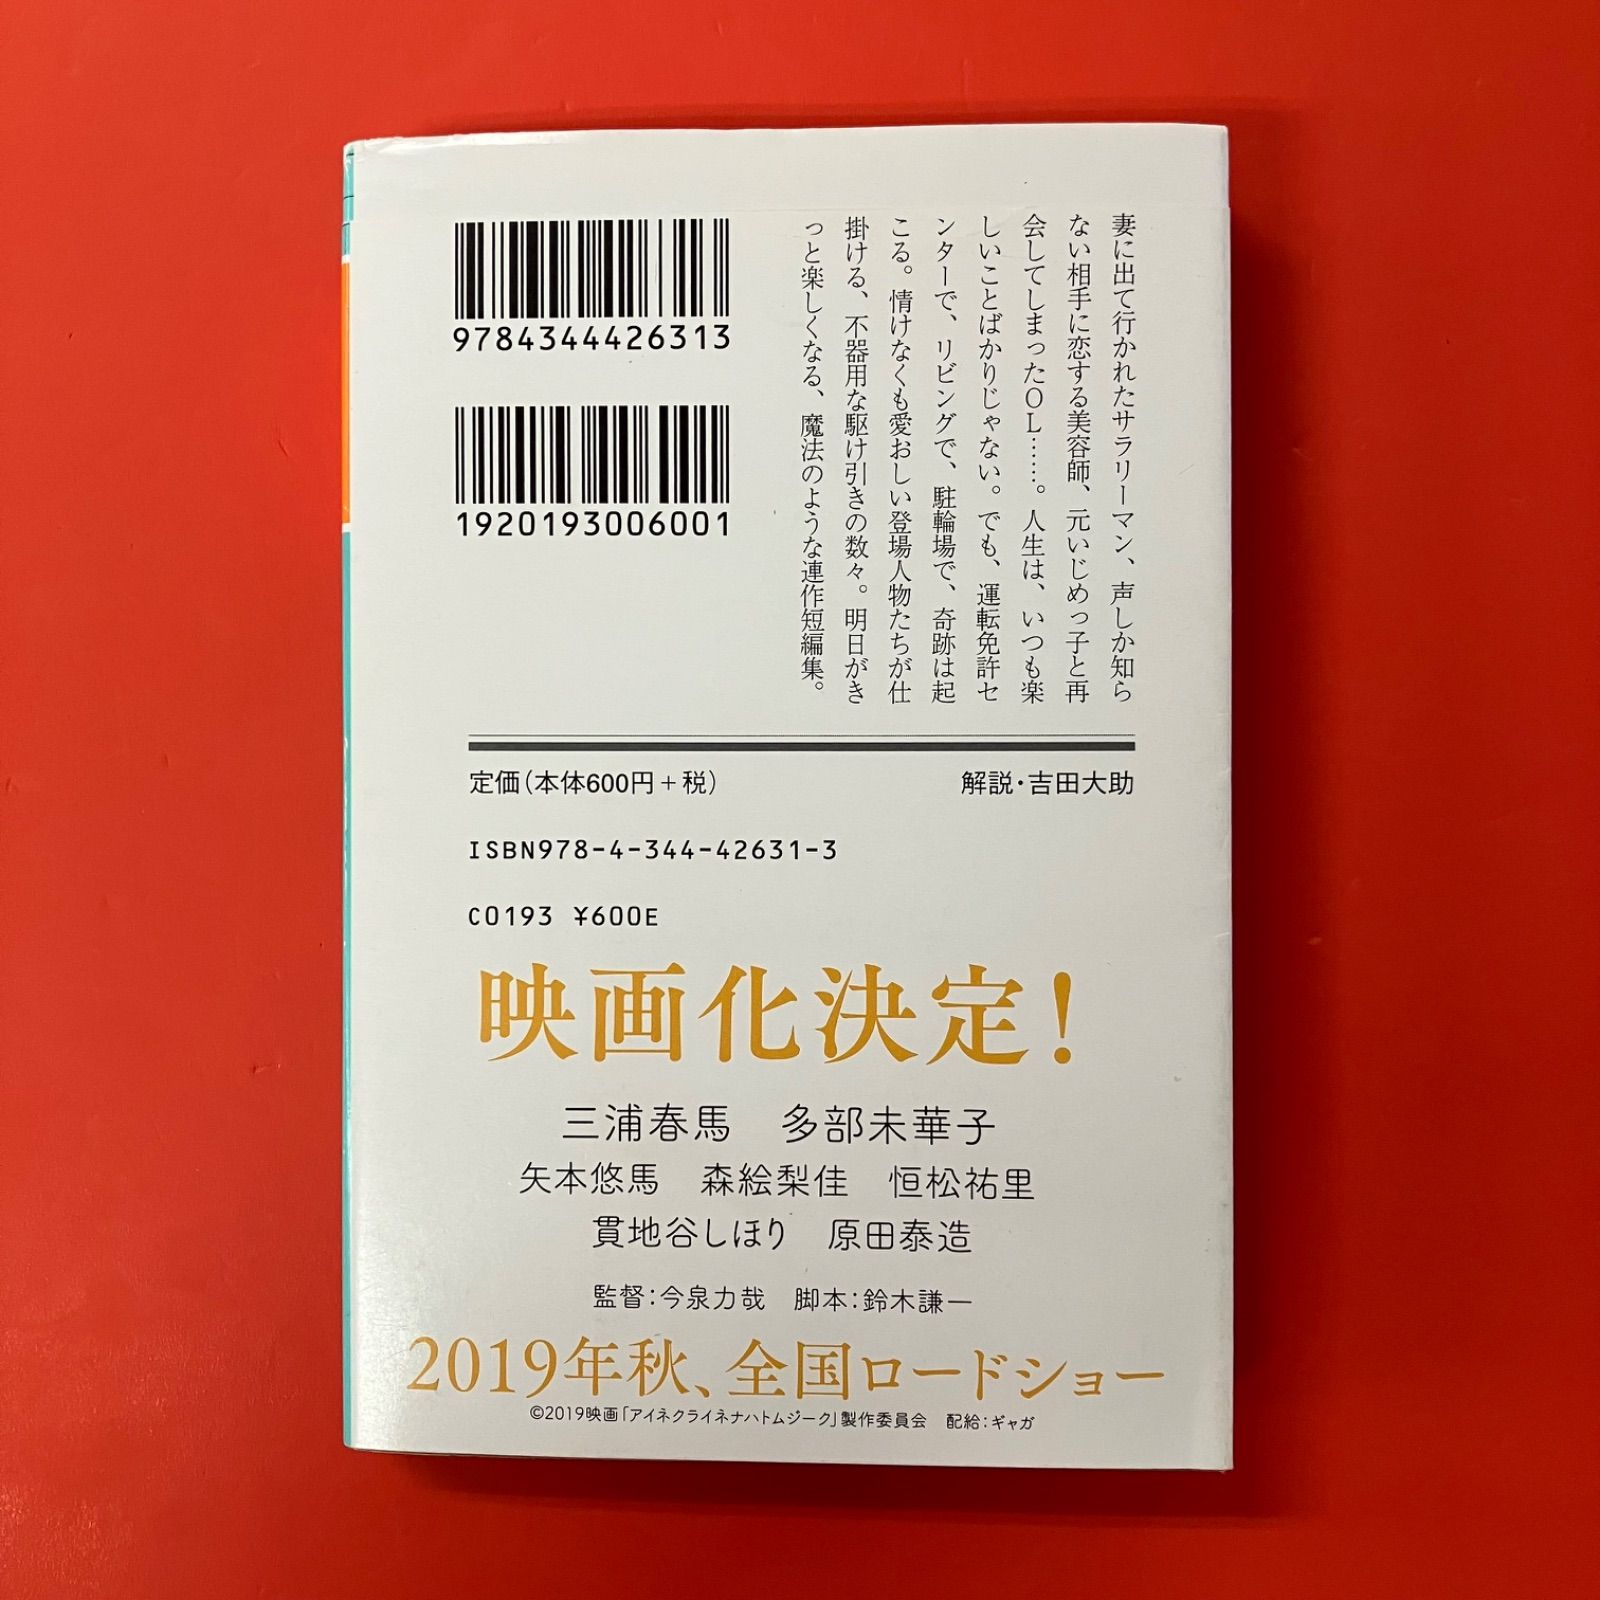 妻に出て行かれたサラリーマン、声しか知ら
ない相手に恋する美容師、元いじめっ子と再
会してしまったOL……。人生は、いつも楽
しいことばかりじゃない。でも、運転免許セ
ンターで、リビングで、駐輪場で、奇跡は起
こる。情けなくも愛おしい登場人物たちが仕
掛ける、不器用な駆け引きの数々。明日がき
っと楽しくなる、魔法のような連作短編集。
9784344426313
1920193006001
定価(本体600円+税)
解説・吉田大助
ISBN978-4-344-42631-3
C0193 ¥600E
映画化決定!
三浦春馬 多部未華子
矢本悠馬 森絵梨佳 恒松祐里
貫地谷しほり 原田泰造
監督:今泉力哉 脚本:鈴木謙一
2019年秋、全国ロードショー
©2019映画「アイネクライネナハトムジーク」製作委員会 配給:ギャガ